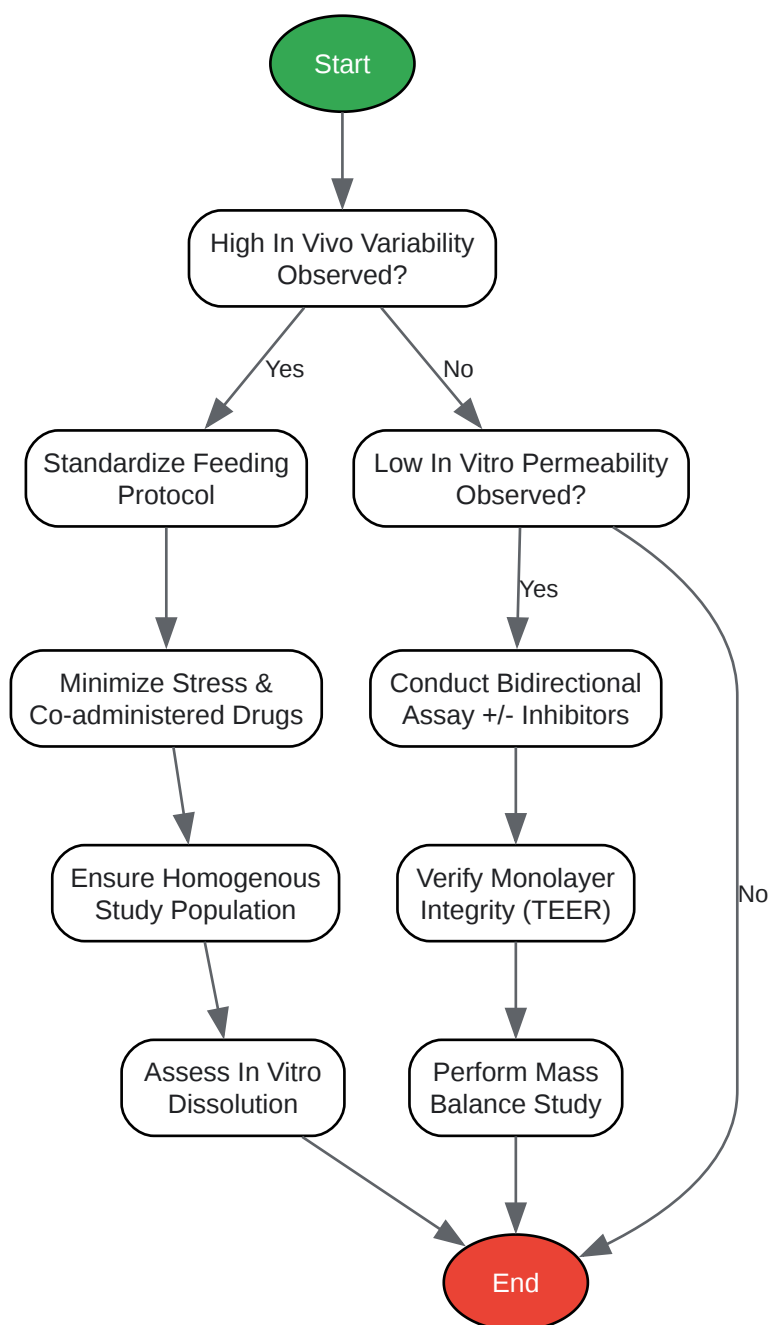 Start
High In Vivo Variability
Observed?
Yes
No
Standardize Feeding
Protocol
Low In Vitro Permeability
Observed?
Yes
Minimize Stress &
Co-administered Drugs
Conduct Bidirectional
Assay +/- Inhibitors
Ensure Homogenous
Study Population
Verify Monolayer
Integrity (TEER)
No
Assess In Vitro
Dissolution
Perform Mass
Balance Study
End